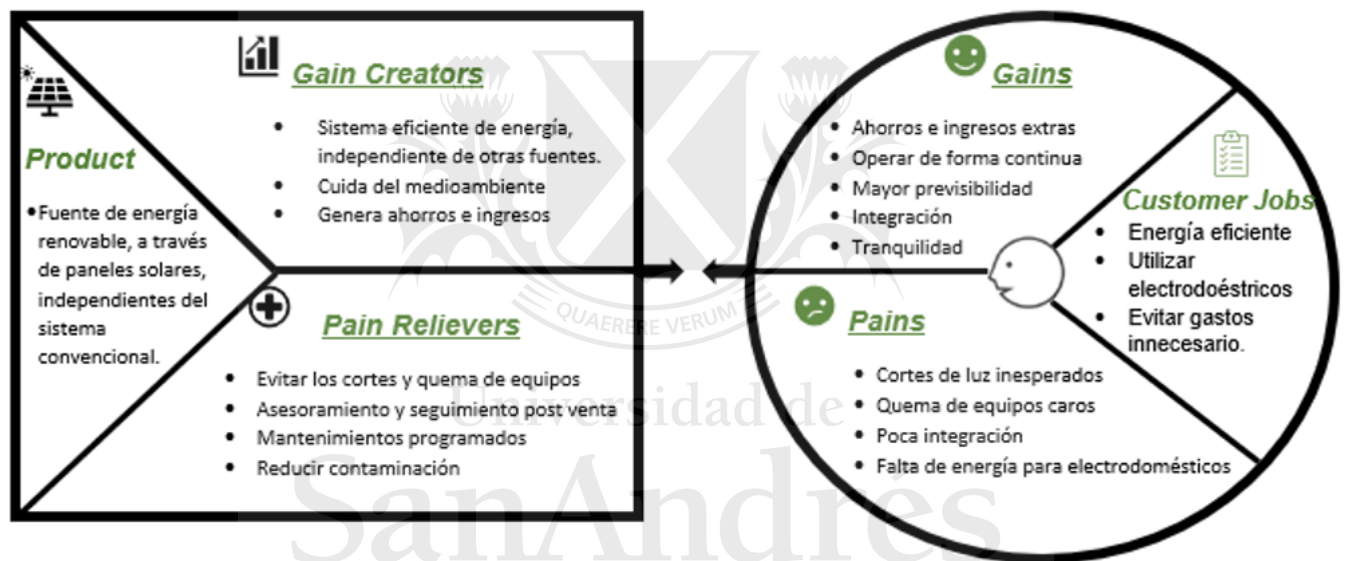 Product
• Fuente de energía
renovable, a través
de paneles solares,
independientes del
sistema
convencional.
Gain Creators
• Sistema eficiente de energía,
independiente de otras fuentes.
• Cuida del medioambiente
• Genera ahorros e ingresos
Pain Relievers
• Evitar los cortes y quema de equipos
• Asesoramiento y seguimiento post venta
• Mantenimientos programados
• Reducir contaminación
Gains
• Ahorros e ingresos extras
• Operar de forma continua
• Mayor previsibilidad
• Integración
• Tranquilidad
Pains
• Cortes de luz inesperados
• Quema de equipos caros
• Poca integración
• Falta de energía para electrodomésticos
Customer Jobs
• Energía eficiente
• Utilizar
electrodoéstricos
• Evitar gastos
innecesario.
QUAERERE VERUM
Universidad de
SanAndrés